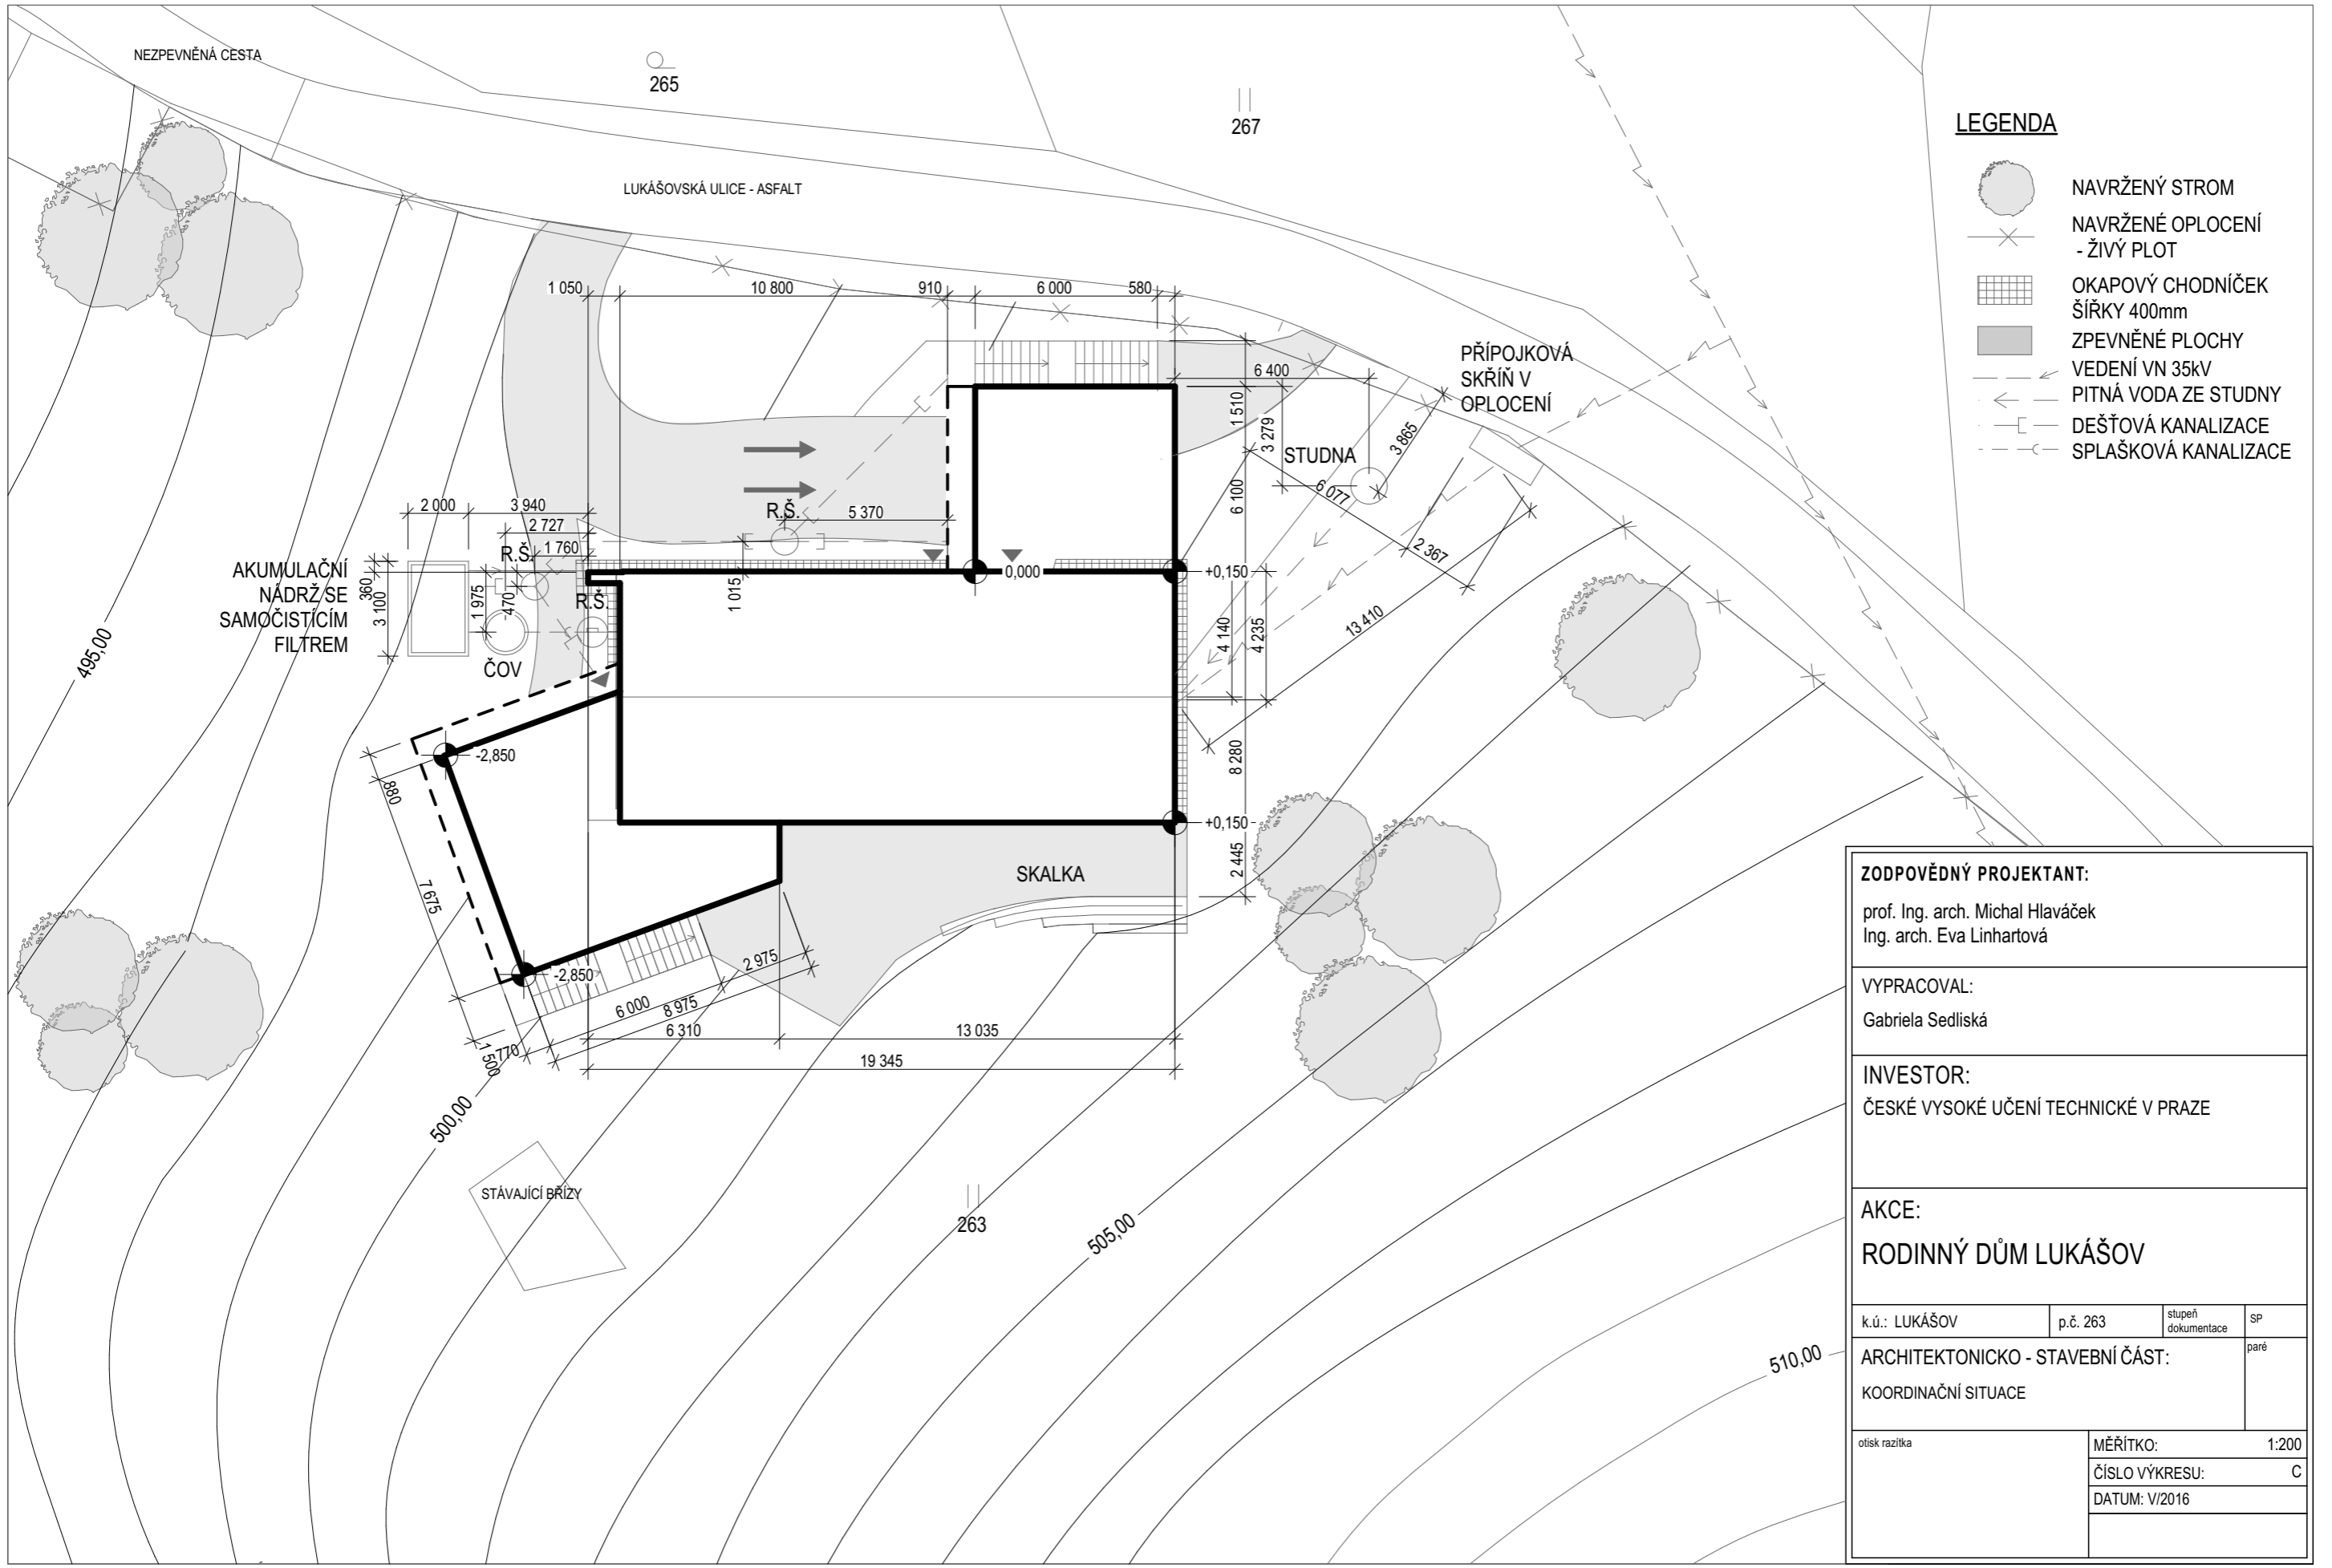 NEZPEVNĚNÁ CESTA
265
267
LUKÁŠOVSKÁ ULICE - ASFALT
LEGENDA
NAVRŽENÝ STROM
NAVRŽENÉ OPLOCENÍ
- ŽIVÝ PLOT
OKAPOVÝ CHODNÍČEK
ŠÍŘKY 400mm
ZPEVNĚNÉ PLOCHY
VEDENÍ VN 35kV
PITNÁ VODA ZE STUDNY
DEŠŤOVÁ KANALIZACE
SPLAŠKOVÁ KANALIZACE
1 050
10 800
910
6 000
580
PŘÍPOJKOVÁ
SKŘÍŇ V
OPLOCENÍ
6 400
1 510
3 279
3 865
STUDNA
6 077
6 100
2 367
13 410
2 000
3 940
2 727
1 760
R.Š.
R.Š.
R.Š.
5 370
1 015
AKUMULAČNÍ
NÁDRŽ SE
SAMOČISTÍCÍM
FILTREM
360
3 100
1 975
470
ČOV
0,000
+0,150
4 140
4 235
8 280
+0,150
2 445
495,00
-2,850
880
7 675
-2,850
SKALKA
2 975
6 000
8 975
1 500
770
6 310
13 035
19 345
500,00
STÁVAJÍCÍ BŘÍZY
263
505,00
510,00
ZODPOVĚDNÝ PROJEKTANT:
prof. Ing. arch. Michal Hlaváček
Ing. arch. Eva Linhartová
VYPRACOVAL:
Gabriela Sedliská
INVESTOR:
ČESKÉ VYSOKÉ UČENÍ TECHNICKÉ V PRAZE
AKCE:
RODINNÝ DŮM LUKÁŠOV
k.ú.: LUKÁŠOV
p.č. 263
stupeň
dokumentace
SP
ARCHITEKTONICKO - STAVEBNÍ ČÁST:
paré
KOORDINAČNÍ SITUACE
otisk razítka
MĚŘÍTKO: 1:200
ČÍSLO VÝKRESU: C
DATUM: V/2016